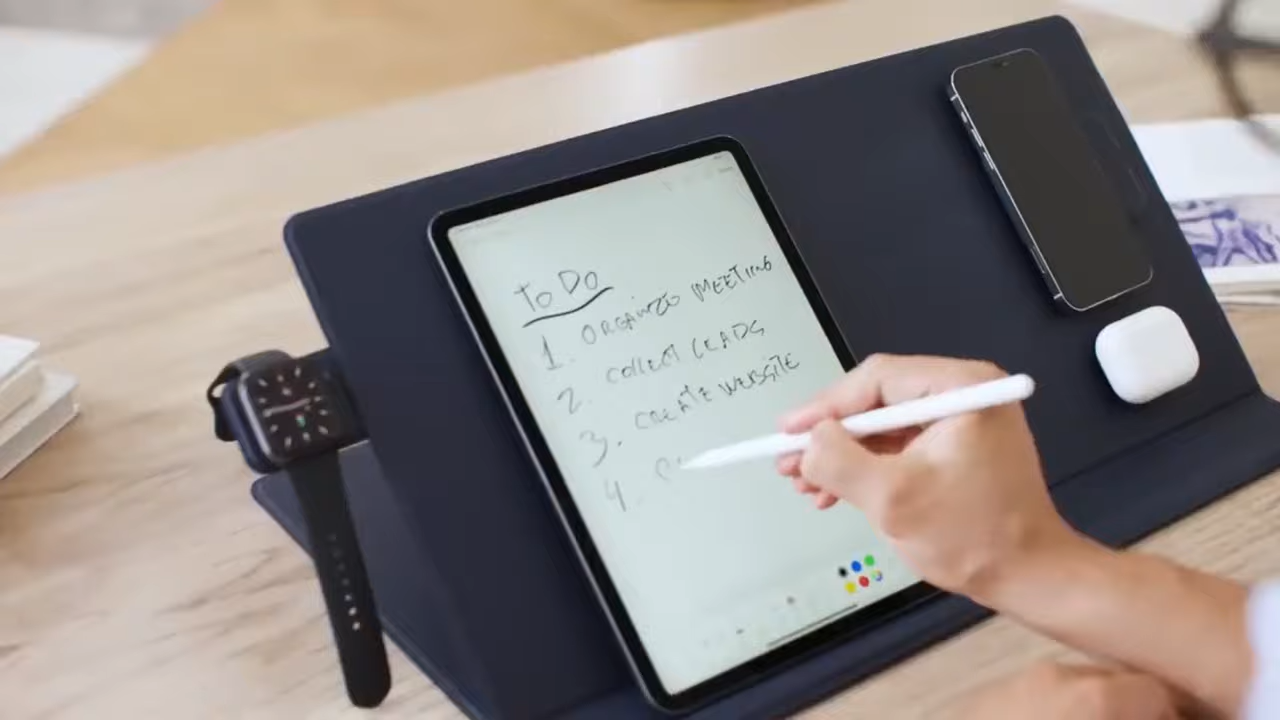 To Do
1. ORGANIZE MEETING
2. COLLECT LEADS
3. CREATE WEBSITE
4.